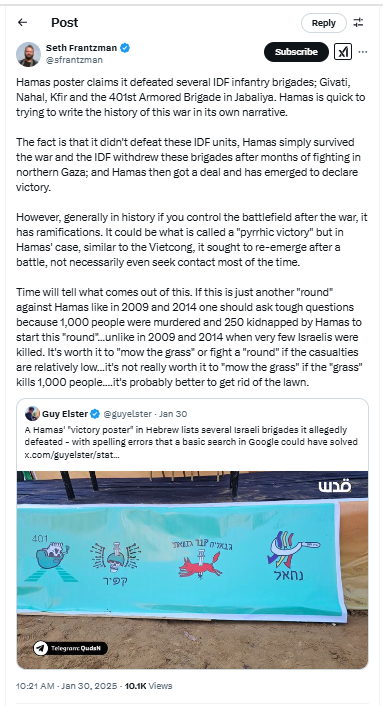 Post
Reply
Seth Frantzman
@sfrantzman
Subscribe
Hamas poster claims it defeated several IDF infantry brigades; Givati,
Nahal, Kfir and the 401st Armored Brigade in Jabaliya. Hamas is quick to
trying to write the history of this war in its own narrative.
The fact is that it didn't defeat these IDF units, Hamas simply survived
the war and the IDF withdrew these brigades after months of fighting in
northern Gaza; and Hamas then got a deal and has emerged to declare
victory.
However, generally in history if you control the battlefield after the war, it
has ramifications. It could be what is called a "pyrrhic victory" but in
Hamas' case, similar to the Vietcong, it sought to re-emerge after a
battle, not necessarily even seek contact most of the time.
Time will tell what comes out of this. If this is just another "round"
against Hamas like in 2009 and 2014 one should ask tough questions
because 1,000 people were murdered and 250 kidnapped by Hamas to
start this "round"...unlike in 2009 and 2014 when very few Israelis were
killed. It's worth it to "mow the grass" or fight a "round" if the casualties
are relatively low...it's not really worth it to "mow the grass" if the "grass"
kills 1,000 people....it's probably better to get rid of the lawn.
Guy Elster @guyelster · Jan 30
A Hamas' "victory poster" in Hebrew lists several Israeli brigades it allegedly
defeated - with spelling errors that a basic search in Google could have solved
x.com/guyelster/stat...
قدس
401
נחאל
Telegram: QudsN
10:21 AM · Jan 30, 2025 · 10.1K Views